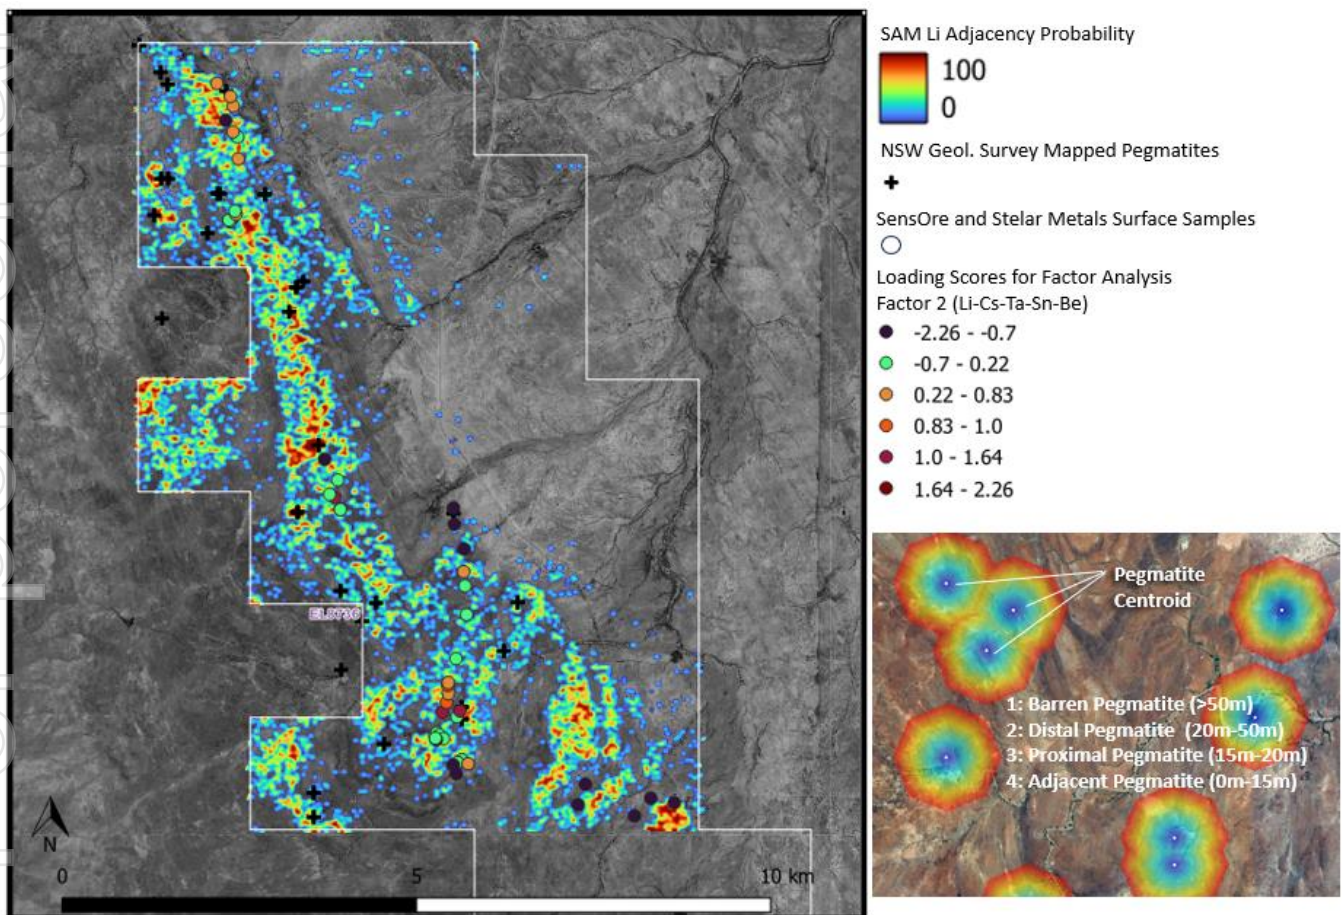 SAM Li Adjacency Probability
100
0
NSW Geol. Survey Mapped Pegmatites
SensOre and Stelar Metals Surface Samples
Loading Scores for Factor Analysis
Factor 2 (Li-Cs-Ta-Sn-Be)
-2.26 - -0.7
-0.7 - 0.22
0.22 - 0.83
0.83 - 1.0
1.0 - 1.64
1.64 - 2.26
EL8736
N
0
5
10 km
Pegmatite
Centroid
1: Barren Pegmatite (>50m)
2: Distal Pegmatite (20m-50m)
3: Proximal Pegmatite (15m-20m)
4: Adjacent Pegmatite (0m-15m)